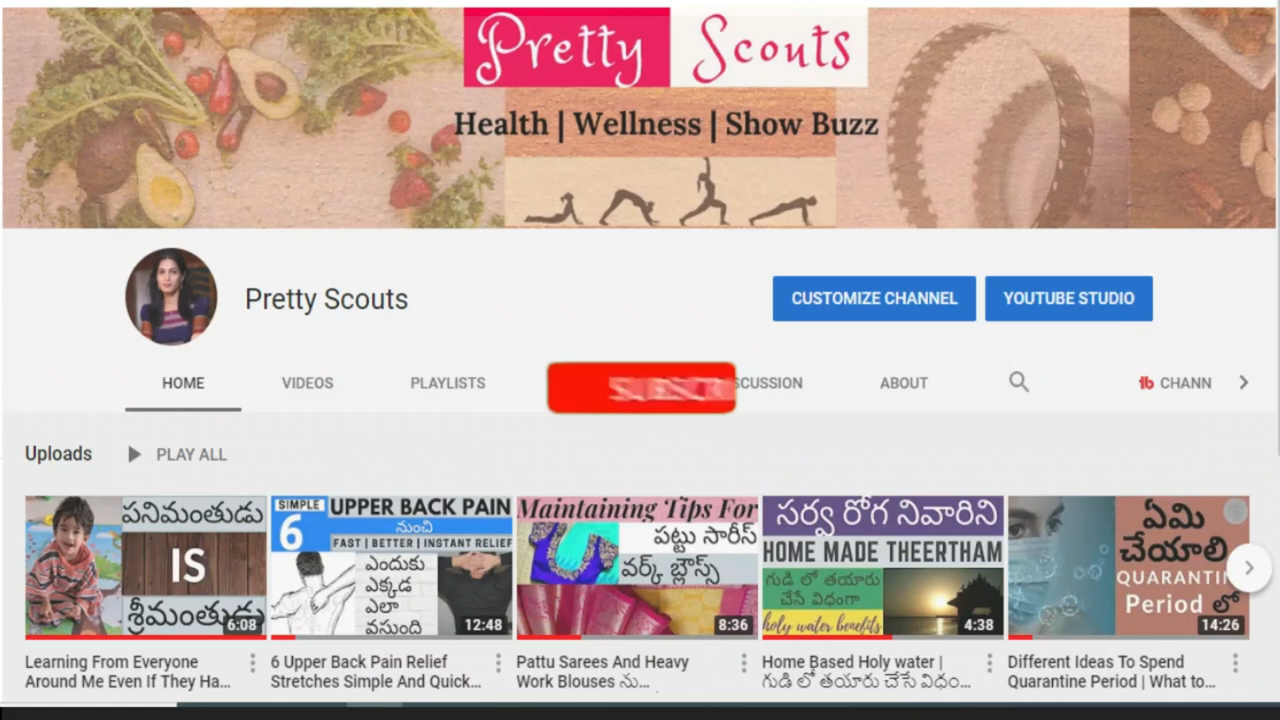 Pretty Scouts
Health | Wellness | Show Buzz
Pretty Scouts
CUSTOMIZE CHANNEL
YOUTUBE STUDIO
HOME
VIDEOS
PLAYLISTS
SCUSSION
ABOUT
CHANN
Uploads
PLAY ALL
పనిమంతుడు
IS
శ్రీమంతుడు
6:08
SIMPLE
6
UPPER BACK PAIN
నుంచి
FAST | BETTER | INSTANT RELIEF
ఎందుకు
ఎక్కడ
ఎలా
వసుంది
12:48
Maintaining Tips For
పట్టు సారీస్
వర్క్ బ్లౌస్స్
8:36
సర్వ రోగ నివారిని
HOME MADE THEERTHAM
గుడి లో తయారు
చేసే విధంగా
holy water benefits
4:38
ఏమి
చేయాలి
QUARANTIN
Period లో
14:26
Learning From Everyone
Around Me Even If They Ha...
6 Upper Back Pain Relief
Stretches Simple And Quick...
Pattu Sarees And Heavy
Work Blouses ను...
Home Based Holy water |
గుడి లో తయారు చేసే విధం...
Different Ideas To Spend
Quarantine Period | What to...